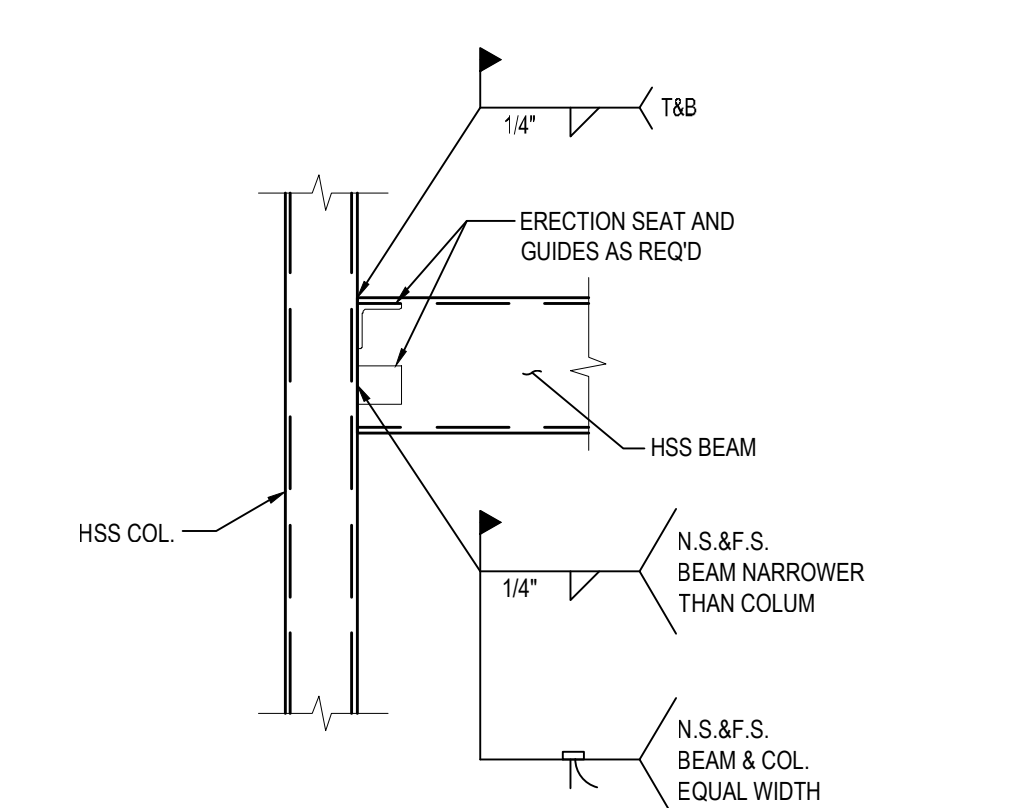 T&B
1/4"
ERECTION SEAT AND
GUIDES AS REQ'D
HSS BEAM
HSS COL.
N.S.&F.S.
BEAM NARROWER
THAN COLUM
1/4"
N.S.&F.S.
BEAM & COL.
EQUAL WIDTH